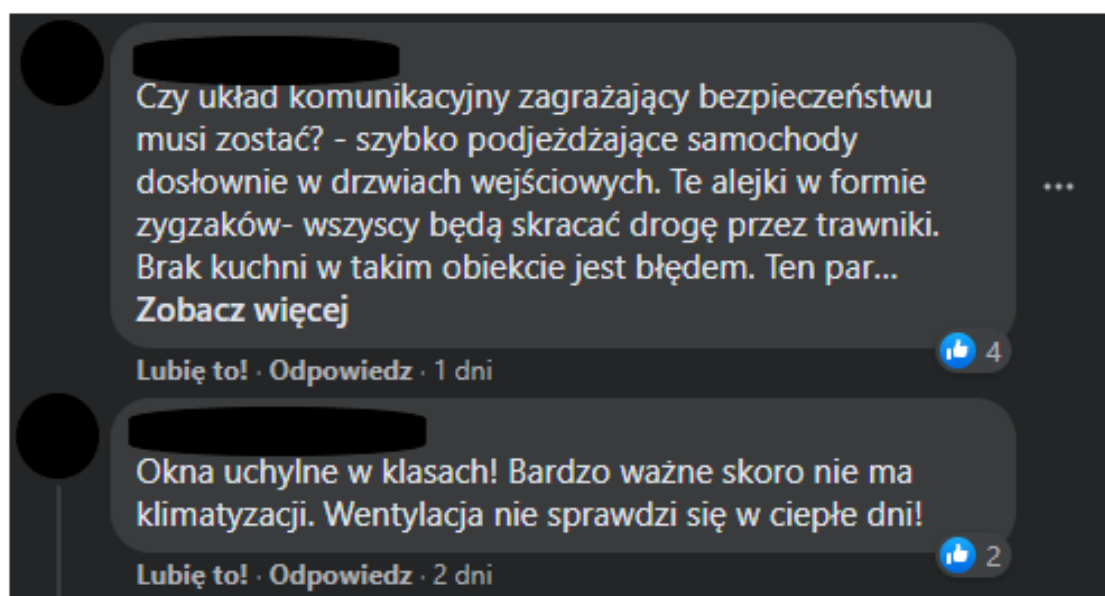 Czy układ komunikacyjny zagrażający bezpieczeństwu
musi zostać? - szybko podjeżdżające samochody
dosłownie w drzwiach wejściowych. Te alejki w formie
zygzaków- wszyscy będą skracać drogę przez trawniki.
Brak kuchni w takim obiekcie jest błędem. Ten par...
Zobacz więcej
4
Lubię to! · Odpowiedz · 1 dni
Okna uchylne w klasach! Bardzo ważne skoro nie ma
klimatyzacji. Wentylacja nie sprawdzi się w ciepłe dni!
2
Lubię to! · Odpowiedz · 2 dni